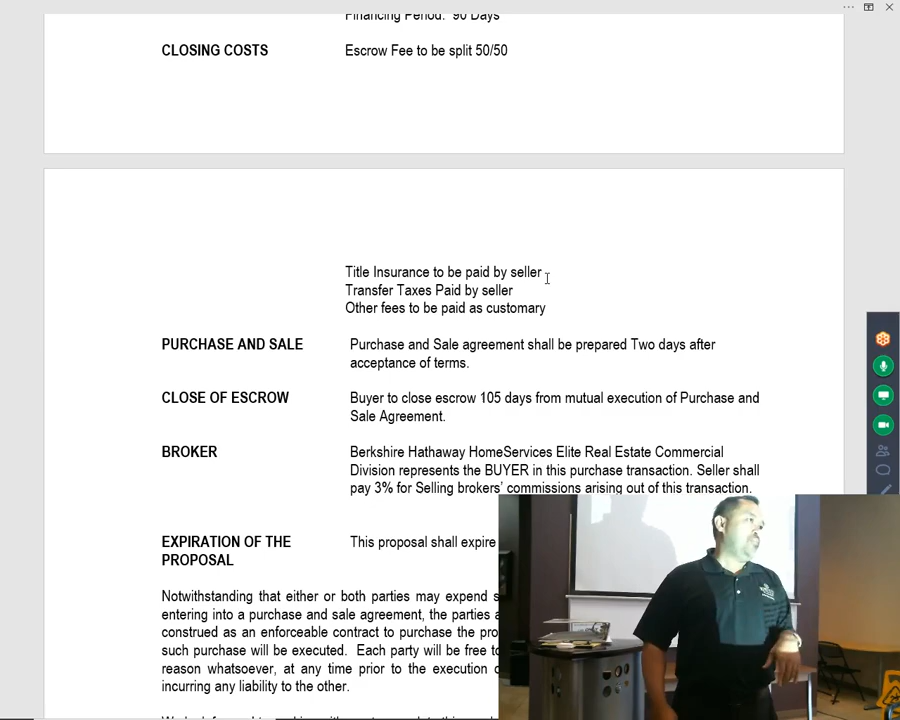 Financing Period: 90 Days
CLOSING COSTS
Escrow Fee to be split 50/50
Title Insurance to be paid by seller
Transfer Taxes Paid by seller
Other fees to be paid as customary
PURCHASE AND SALE
Purchase and Sale agreement shall be prepared Two days after
acceptance of terms.
CLOSE OF ESCROW
Buyer to close escrow 105 days from mutual execution of Purchase and
Sale Agreement.
BROKER
Berkshire Hathaway HomeServices Elite Real Estate Commercial
Division represents the BUYER in this purchase transaction. Seller shall
pay 3% for Selling brokers' commissions arising out of this transaction.
EXPIRATION OF THE
PROPOSAL
This proposal shall expire
Notwithstanding that either or both parties may expend
entering into a purchase and sale agreement, the parties
construed as an enforceable contract to purchase the
such purchase will be executed. Each party will be free
reason whatsoever, at any time prior to the execution
incurring any liability to the other.